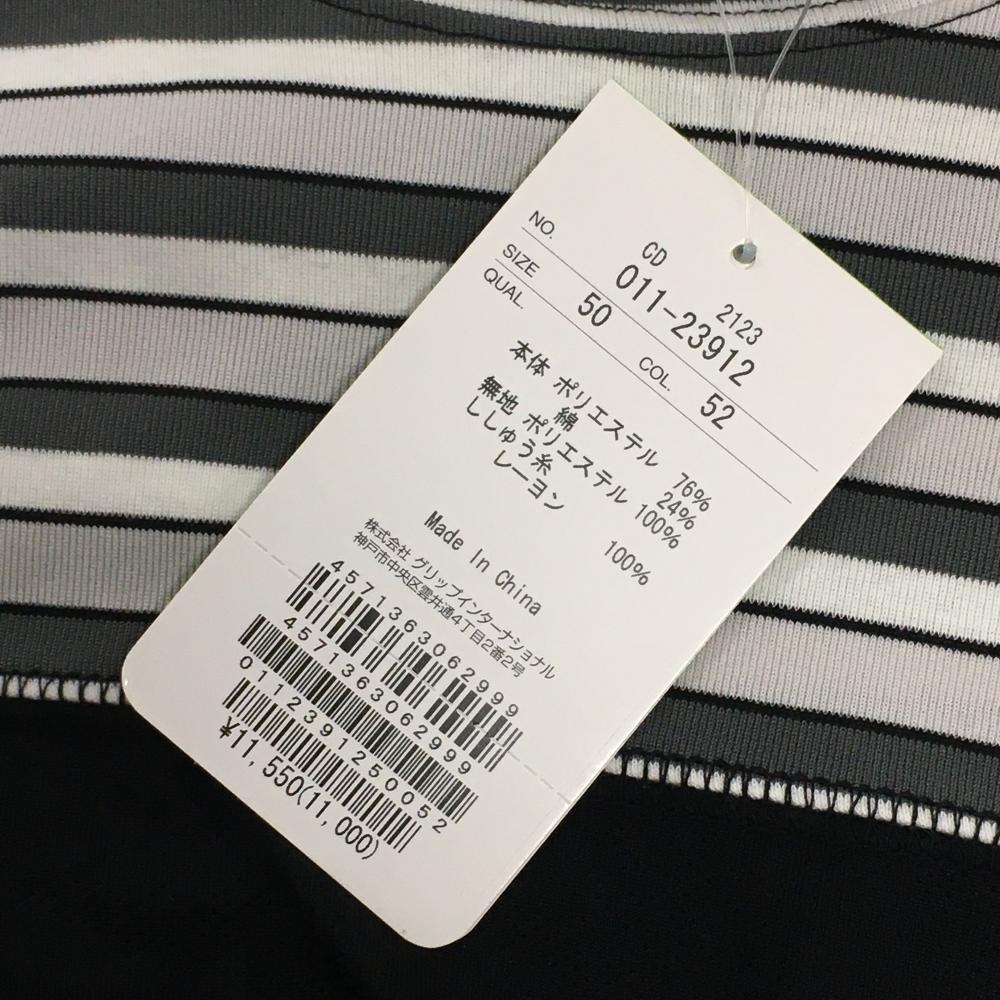 CD 2123
NO. 011-23912
SIZE 50 COL. 52
QUAL.
本体 ポリエステル 76%
綿 24%
無地 ポリエステル 100%
ししゅう糸
レーヨン 100%
Made In China
株式会社 グリップインターナショナル
神戸市中央区雲井通4丁目2番2号
4571363062999
4571363062999
0112391250052
¥11,550(11,000)